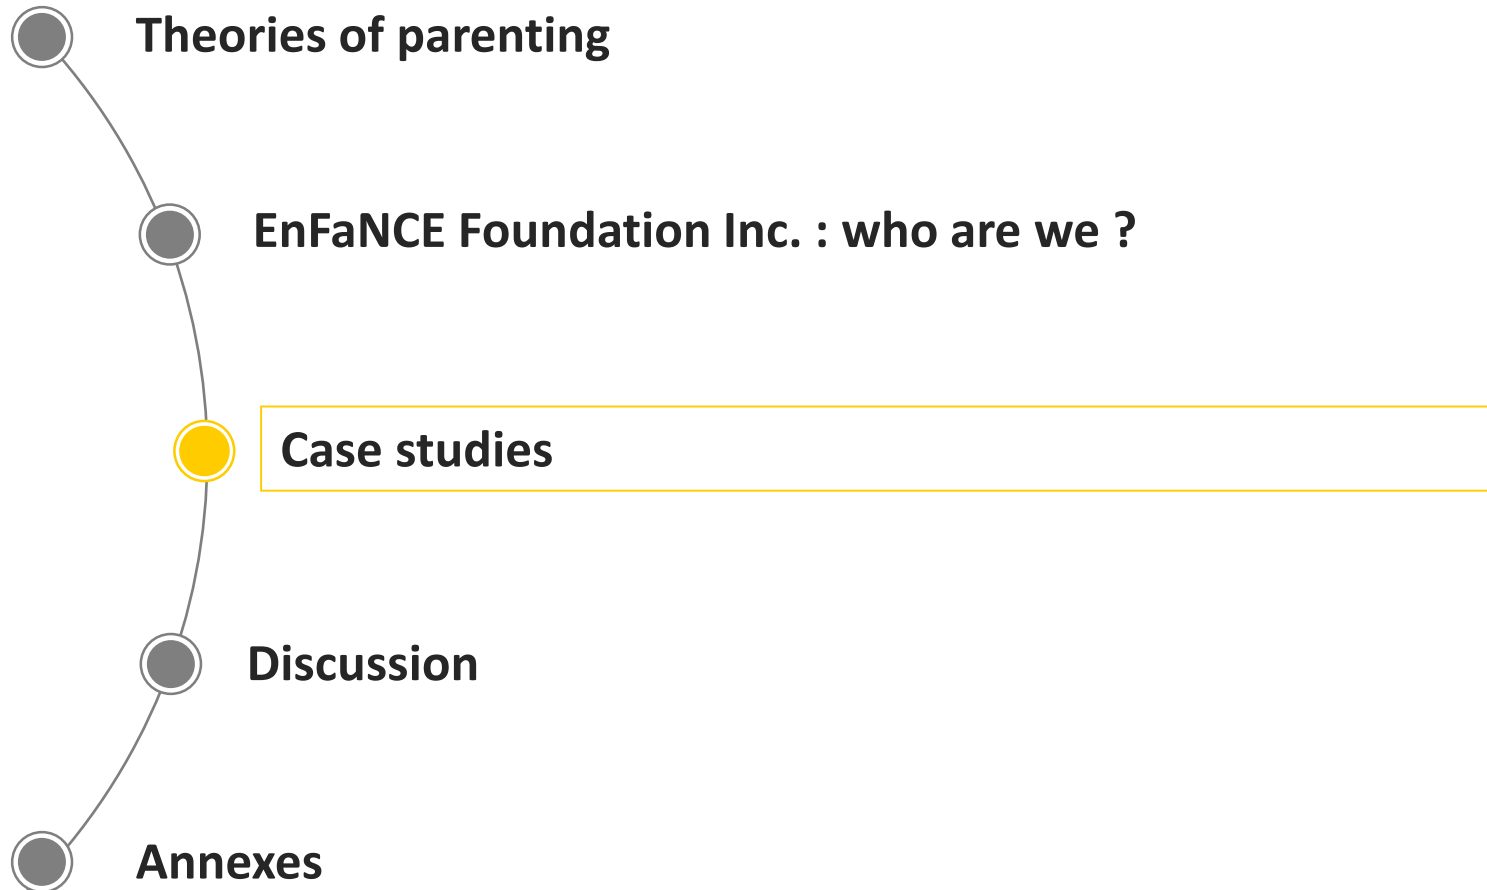 Theories of parenting
EnFaNCE Foundation Inc. : who are we ?
Case studies
Discussion
Annexes